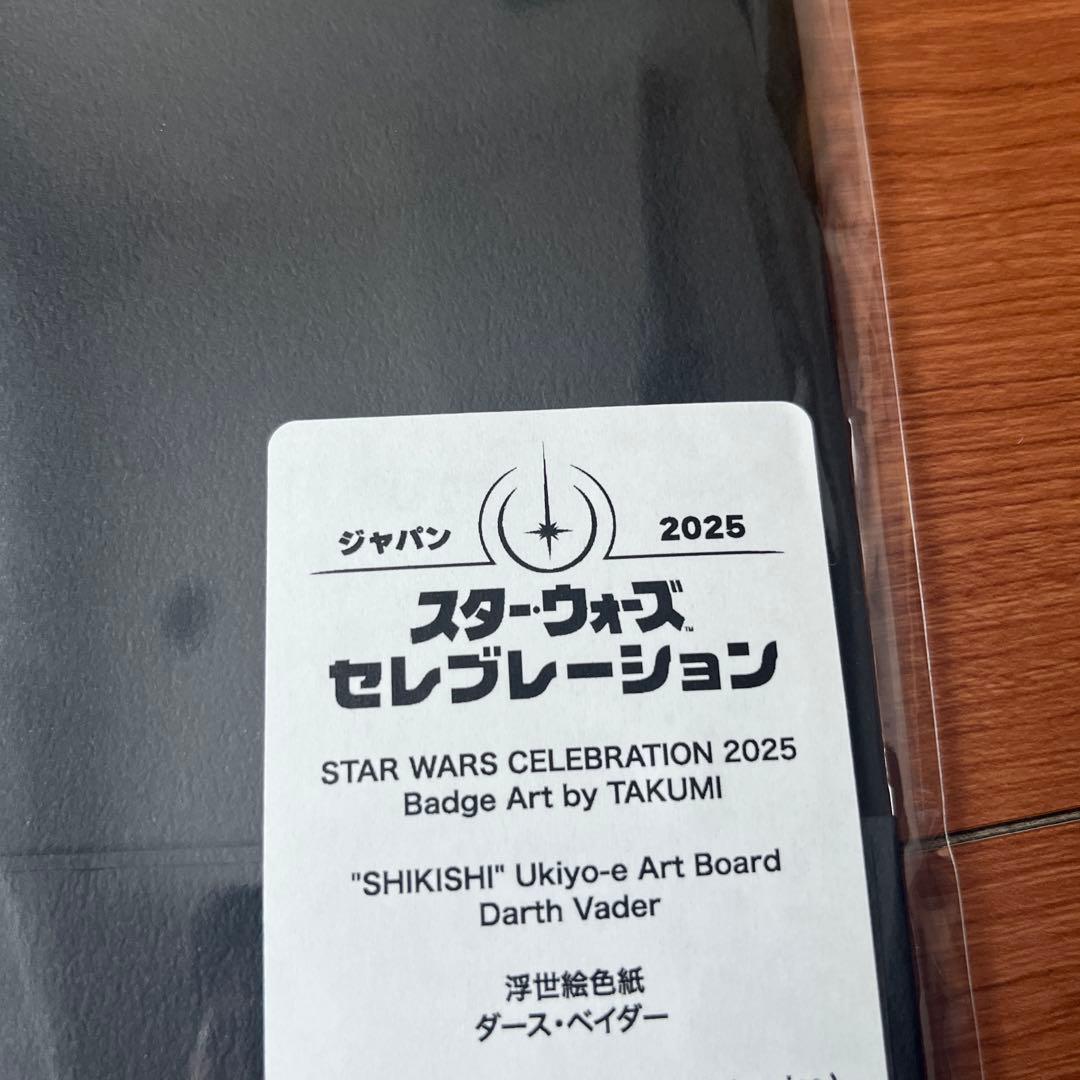 ジャパン 2025
スター・ウォーズ™
セレブレーション
STAR WARS CELEBRATION 2025
Badge Art by TAKUMI
"SHIKISHI" Ukiyo-e Art Board
Darth Vader
浮世絵色紙
ダース・ベイダー